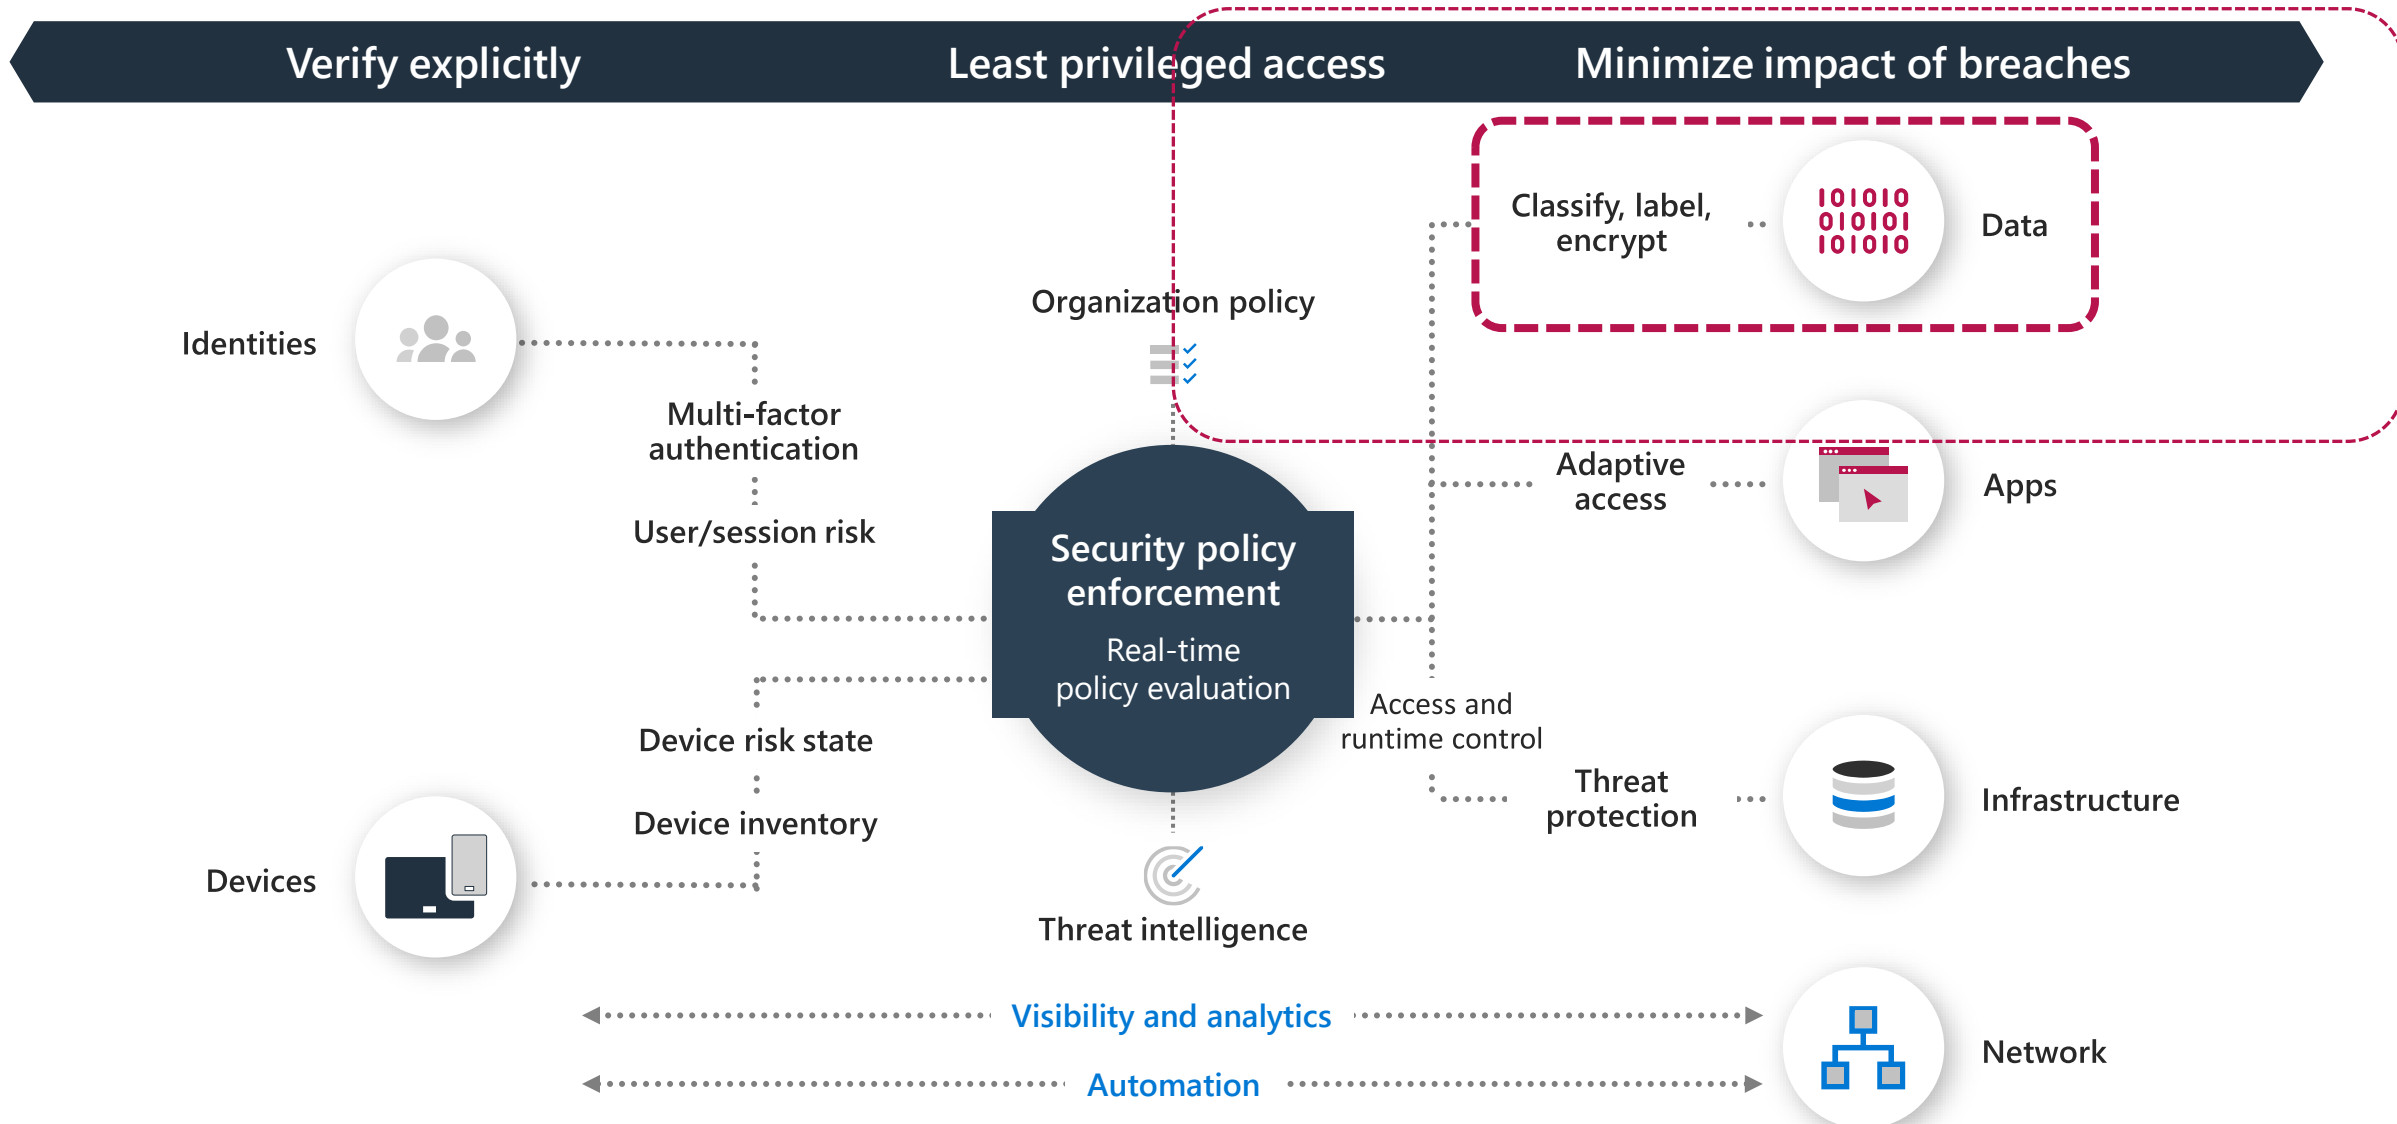 Verify explicitly
Least privileged access
Minimize impact of breaches
Identities
Multi-factor
authentication
User/session risk
Device risk state
Device inventory
Devices
Organization policy
Security policy
enforcement
Real-time
policy evaluation
Threat intelligence
Classify, label,
encrypt
101010
010101
101010
Data
Adaptive
access
Apps
Access and
runtime control
Threat
protection
Infrastructure
Visibility and analytics
Automation
Network